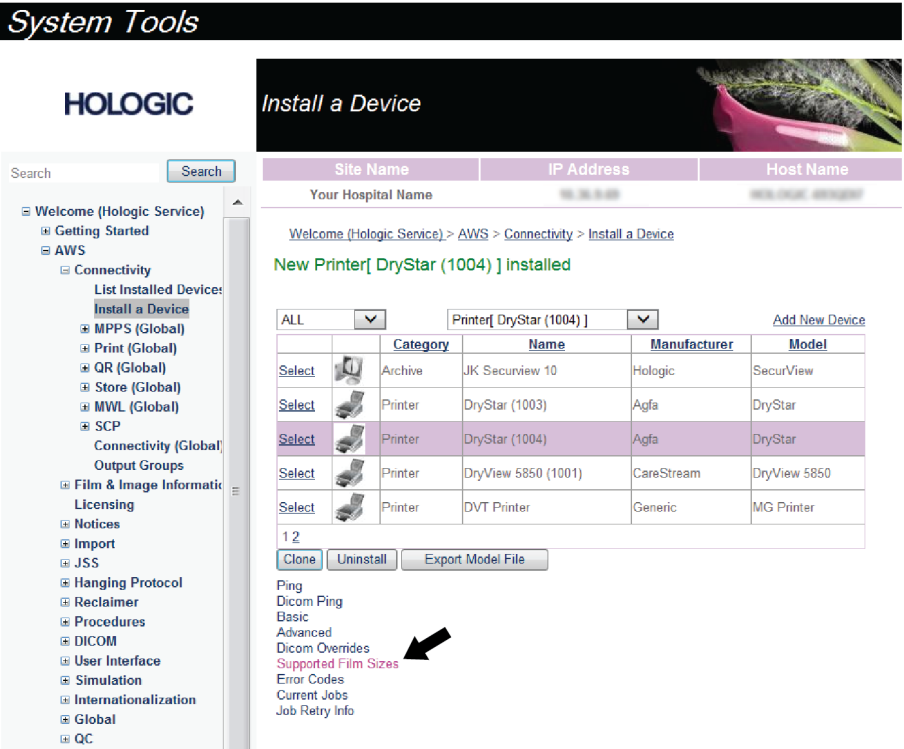 System Tools
HOLOGIC
Install a Device
Search
Search
Site Name IP Address Host Name
Your Hospital Name
Welcome (Hologic Service)
Getting Started
AWS
Connectivity
List Installed Devices
Install a Device
MPPS (Global)
Print (Global)
QR (Global)
Store (Global)
MWL (Global)
SCP
Connectivity (Global)
Output Groups
Film & Image Informatic
Licensing
Notices
Import
JSS
Hanging Protocol
Reclaimer
Procedures
DICOM
User Interface
Simulation
Internationalization
Global
QC
Welcome (Hologic Service) > AWS > Connectivity > Install a Device
New Printer[ DryStar (1004) ] installed
ALL Printer[ DryStar (1004) ] Add New Device
Category Name Manufacturer Model
Select Archive JK Securview 10 Hologic SecurView
Select Printer DryStar (1003) Agfa DryStar
Select Printer DryStar (1004) Agfa DryStar
Select Printer DryView 5850 (1001) CareStream DryView 5850
Select Printer DVT Printer Generic MG Printer
1 2
Clone Uninstall Export Model File
Ping
Dicom Ping
Basic
Advanced
Dicom Overrides
Supported Film Sizes
Error Codes
Current Jobs
Job Retry Info